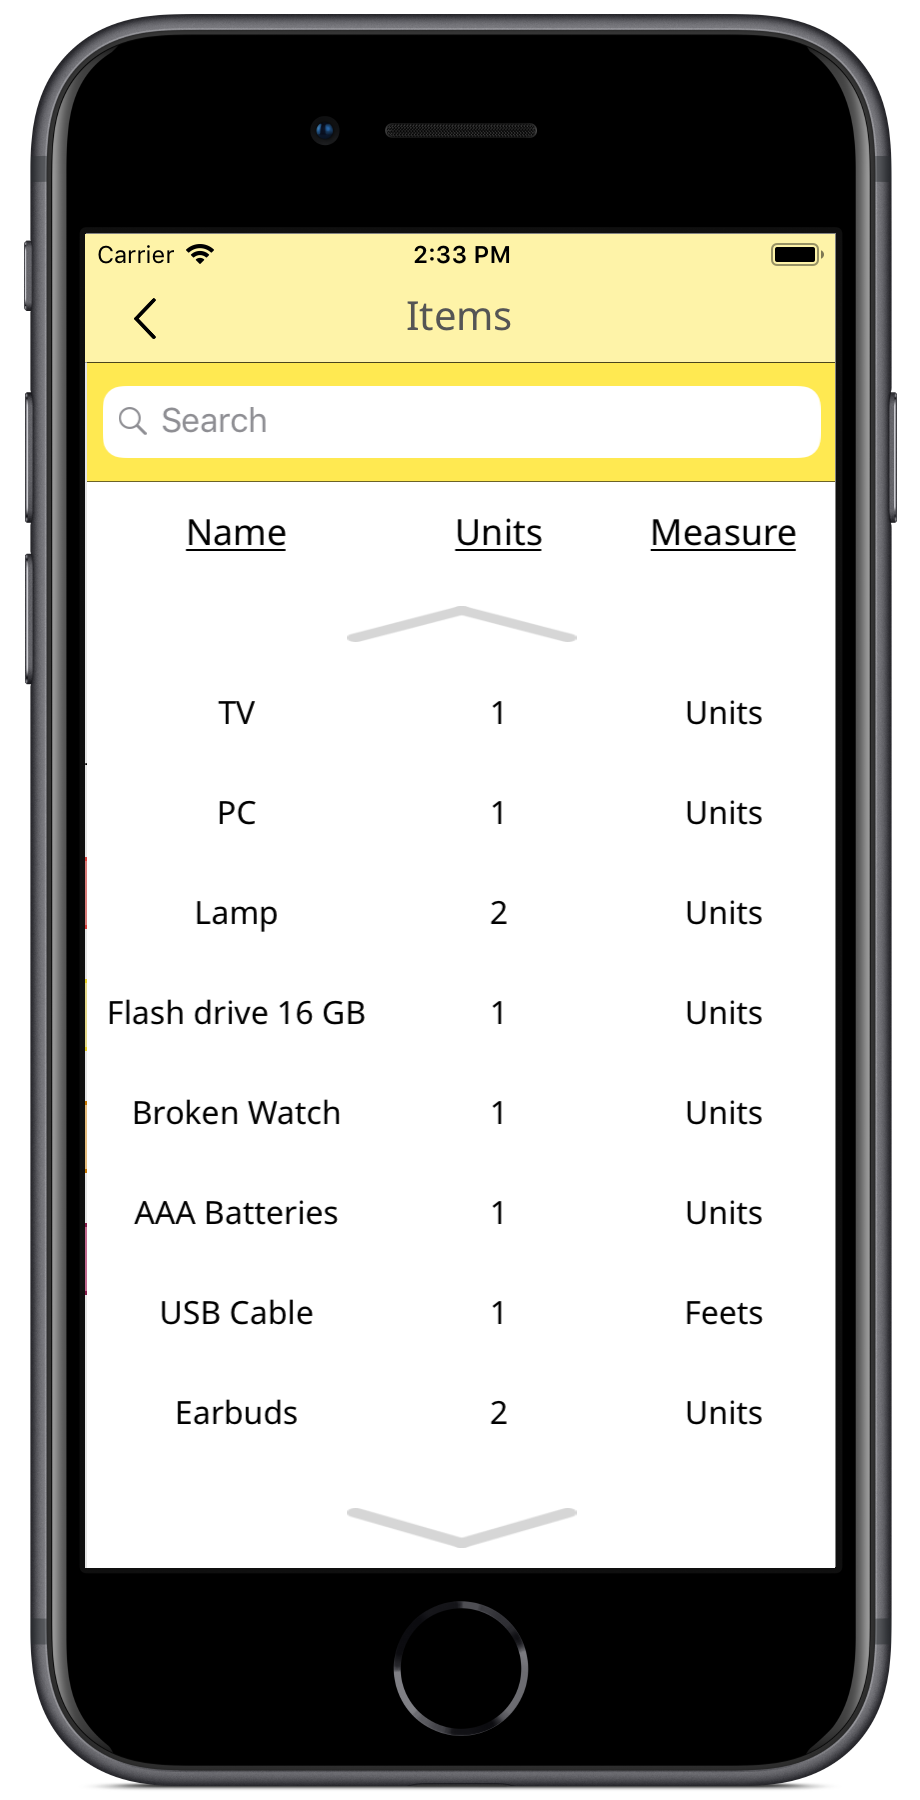 Carrier 2:33 PM
Items
Search
Name Units Measure
TV 1 Units
PC 1 Units
Lamp 2 Units
Flash drive 16 GB 1 Units
Broken Watch 1 Units
AAA Batteries 1 Units
USB Cable 1 Feets
Earbuds 2 Units